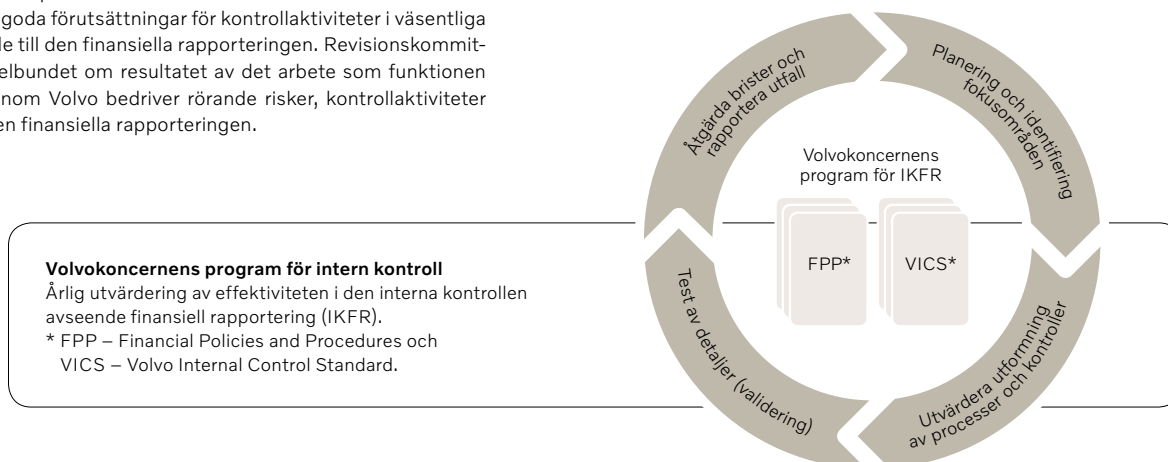 goda förutsättningar för kontrollaktiviteter i väsentliga
till den finansiella rapporteringen. Revisionskommit-
elbundet om resultatet av det arbete som funktionen
nom Volvo bedriver rörande risker, kontrollaktiviteter
en finansiella rapporteringen.
Åtgärda brister och
rapportera utfall
Planering och identifiering
fokusområden
Volvokoncernens
program för IKFR
FPP*
VICS*
Volvokoncernens program för intern kontroll
Årlig utvärdering av effektiviteten i den interna kontrollen
avseende finansiell rapportering (IKFR).
* FPP – Financial Policies and Procedures och
VICS – Volvo Internal Control Standard.
Test av detaljer (validering)
Utvärdera utformning
av processer och kontroller